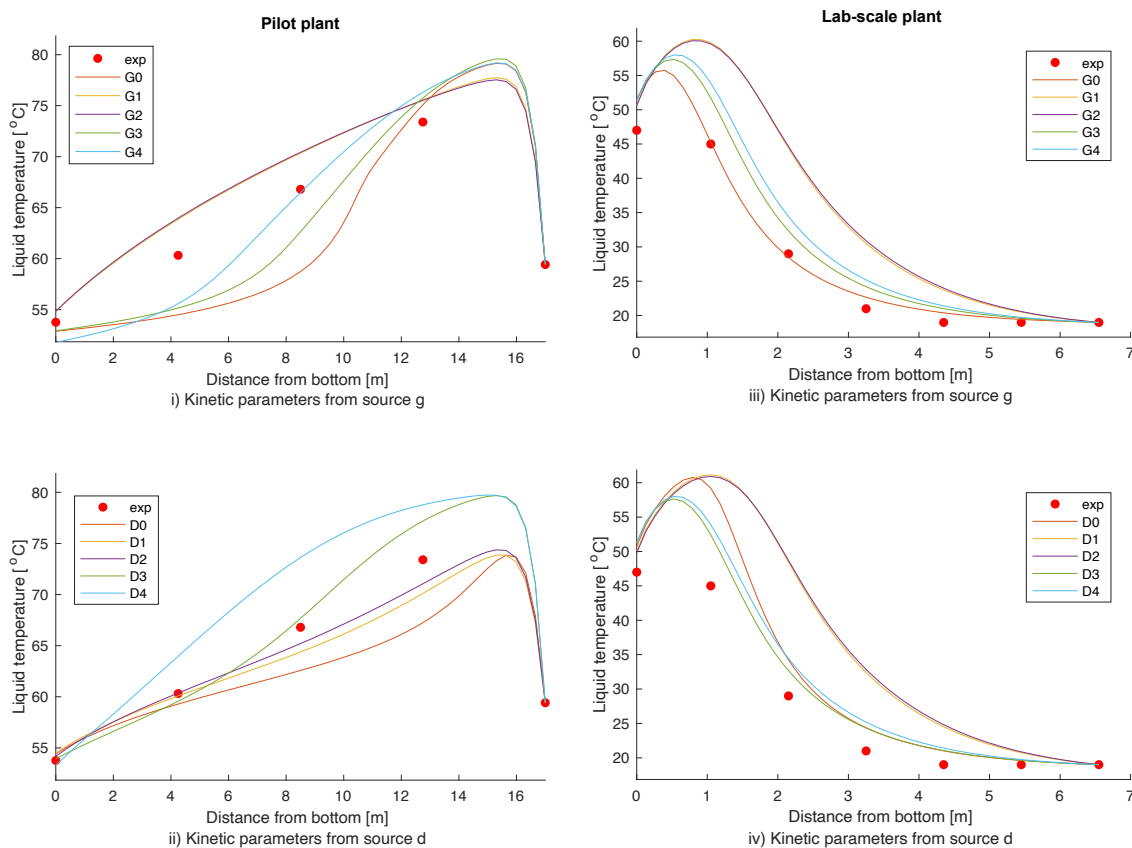 Pilot plant
Liquid temperature [ °C]
80
75
70
65
60
55
exp
G0
G1
G2
G3
G4
0 2 4 6 8 10 12 14 16
Distance from bottom [m]
i) Kinetic parameters from source g
Lab-scale plant
Liquid temperature [ °C]
60
55
50
45
40
35
30
25
20
exp
G0
G1
G2
G3
G4
0 1 2 3 4 5 6 7
Distance from bottom [m]
iii) Kinetic parameters from source g
Liquid temperature [ °C]
80
75
70
65
60
55
exp
D0
D1
D2
D3
D4
0 2 4 6 8 10 12 14 16
Distance from bottom [m]
ii) Kinetic parameters from source d
Liquid temperature [ °C]
60
55
50
45
40
35
30
25
20
exp
D0
D1
D2
D3
D4
0 1 2 3 4 5 6 7
Distance from bottom [m]
iv) Kinetic parameters from source d